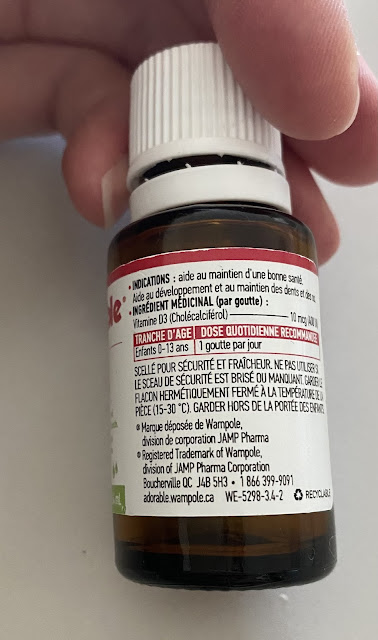 • INDICATIONS : aide au maintien d'une bonne santé.
Aide au développement et au maintien des dents et des os.
• INGRÉDIENT MÉDICINAL (par goutte) :
Vitamine D3 (Cholécalciférol) 10 mcg
TRANCHE D'ÂGE DOSE QUOTIDIENNE RECOMMANDÉE
Enfants 0-13 ans 1 goutte par jour
SCELLÉ POUR SÉCURITÉ ET FRAÎCHEUR. NE PAS UTILISER SI
LE SCEAU DE SÉCURITÉ EST BRISÉ OU MANQUANT. GARDER LE
FLACON HERMÉTIQUEMENT FERMÉ À LA TEMPÉRATURE DE LA
PIÈCE (15-30 °C). GARDER HORS DE LA PORTÉE DES ENFANTS.
® Marque déposée de Wampole,
division de corporation JAMP Pharma
® Registered Trademark of Wampole,
division of JAMP Pharma Corporation
Boucherville QC J4B 5H3 • 1 866 399-9091
adorable.wampole.ca WE-5298-3.4-2 RECYCLABLE
mL